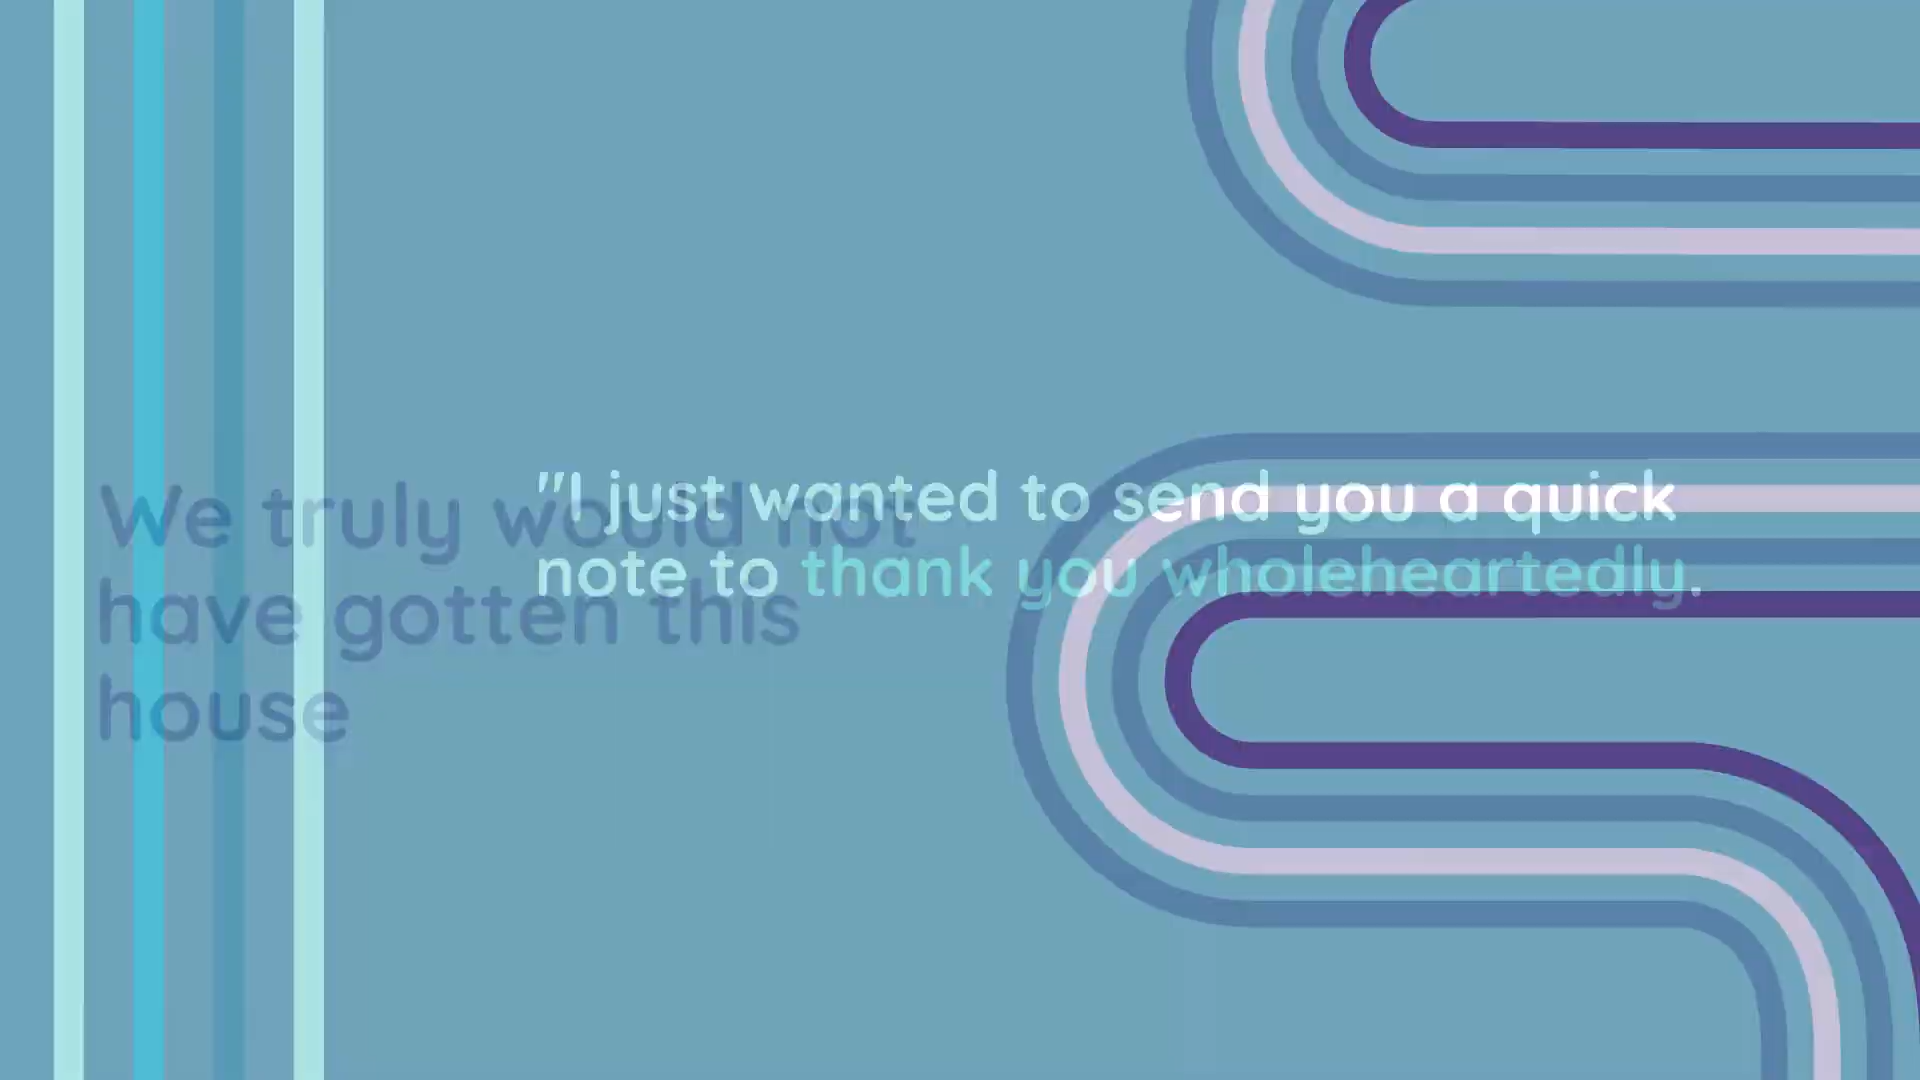 "I just wanted to send you a quick
note to thank you wholeheartedly.
We truly would not
have gotten this
house